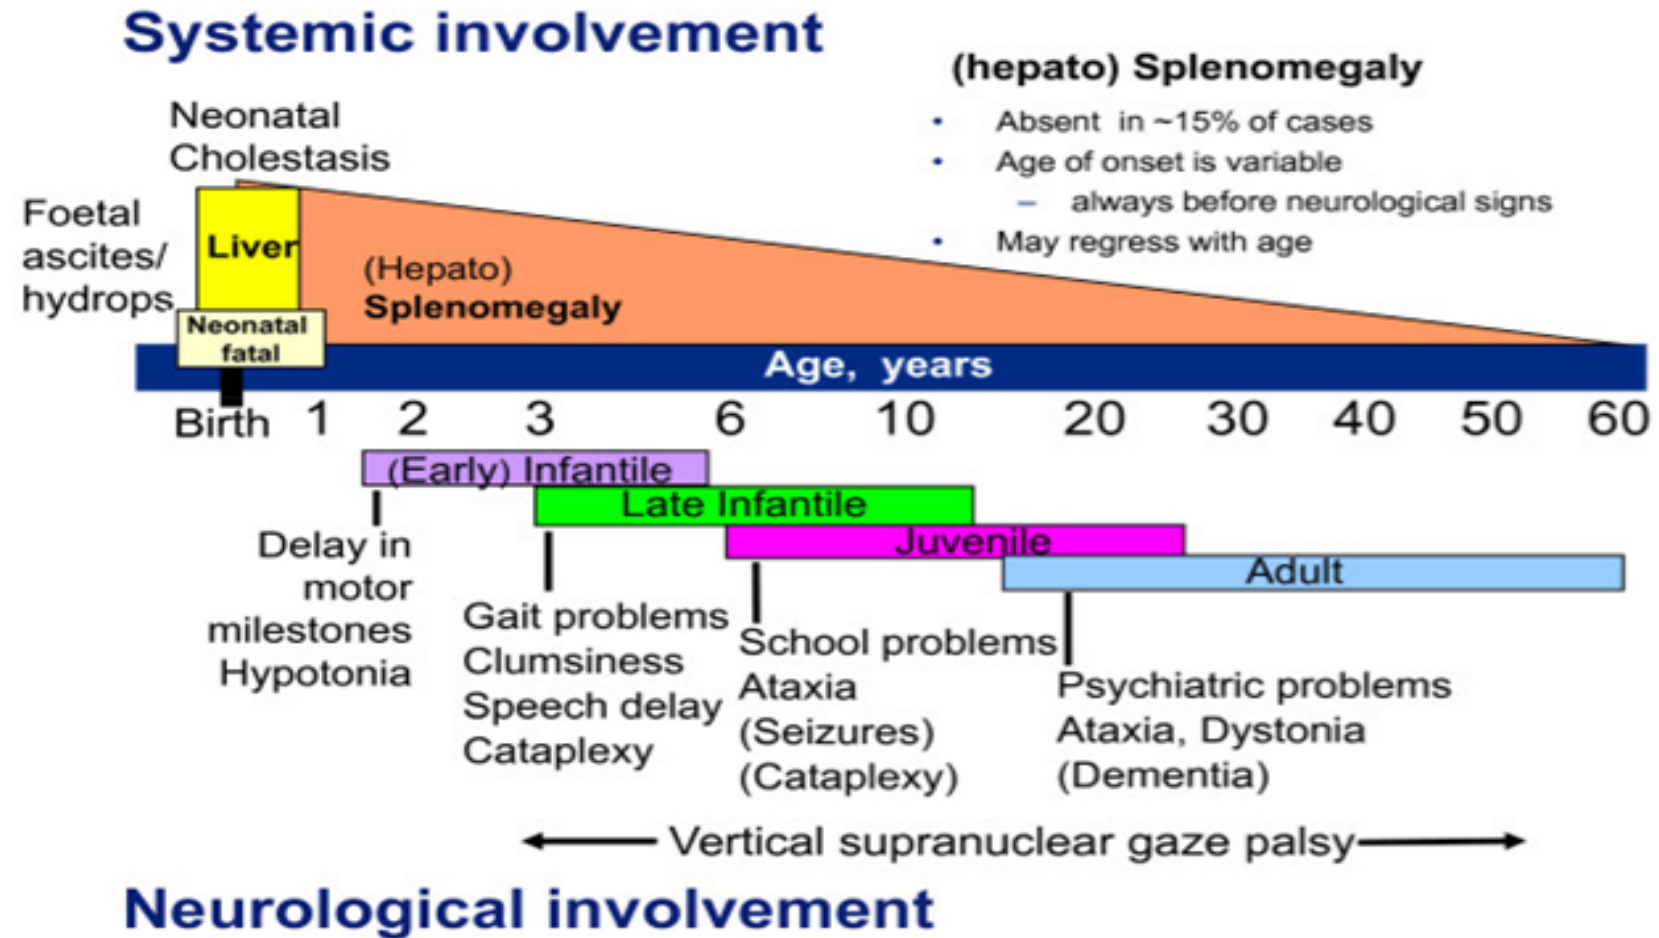 Systemic involvement
(hepato) Splenomegaly
• Absent in ~15% of cases
• Age of onset is variable
– always before neurological signs
• May regress with age
Neonatal
Cholestasis
Foetal
ascites/
hydrops
Liver
(Hepato)
Splenomegaly
Neonatal
fatal
Age, years
Birth 1 2 3 6 10 20 30 40 50 60
(Early) Infantile
Late Infantile
Juvenile
Adult
Delay in
motor
milestones
Hypotonia
Gait problems
Clumsiness
Speech delay
Cataplexy
School problems
Ataxia
(Seizures)
(Cataplexy)
Psychiatric problems
Ataxia, Dystonia
(Dementia)
Vertical supranuclear gaze palsy
Neurological involvement